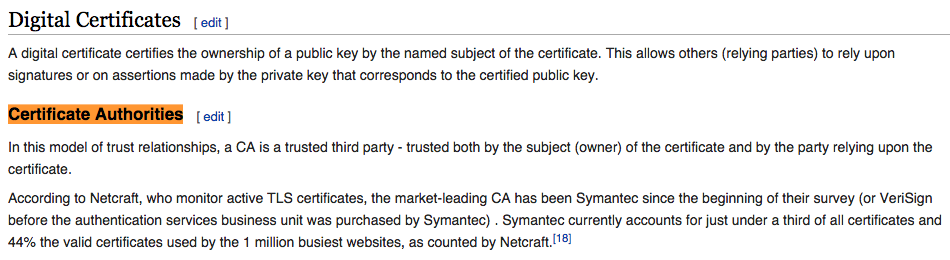 Digital Certificates [ edit ]
A digital certificate certifies the ownership of a public key by the named subject of the certificate. This allows others (relying parties) to rely upon
signatures or on assertions made by the private key that corresponds to the certified public key.
Certificate Authorities [ edit ]
In this model of trust relationships, a CA is a trusted third party - trusted both by the subject (owner) of the certificate and by the party relying upon the
certificate.
According to Netcraft, who monitor active TLS certificates, the market-leading CA has been Symantec since the beginning of their survey (or VeriSign
before the authentication services business unit was purchased by Symantec) . Symantec currently accounts for just under a third of all certificates and
44% the valid certificates used by the 1 million busiest websites, as counted by Netcraft.[18]